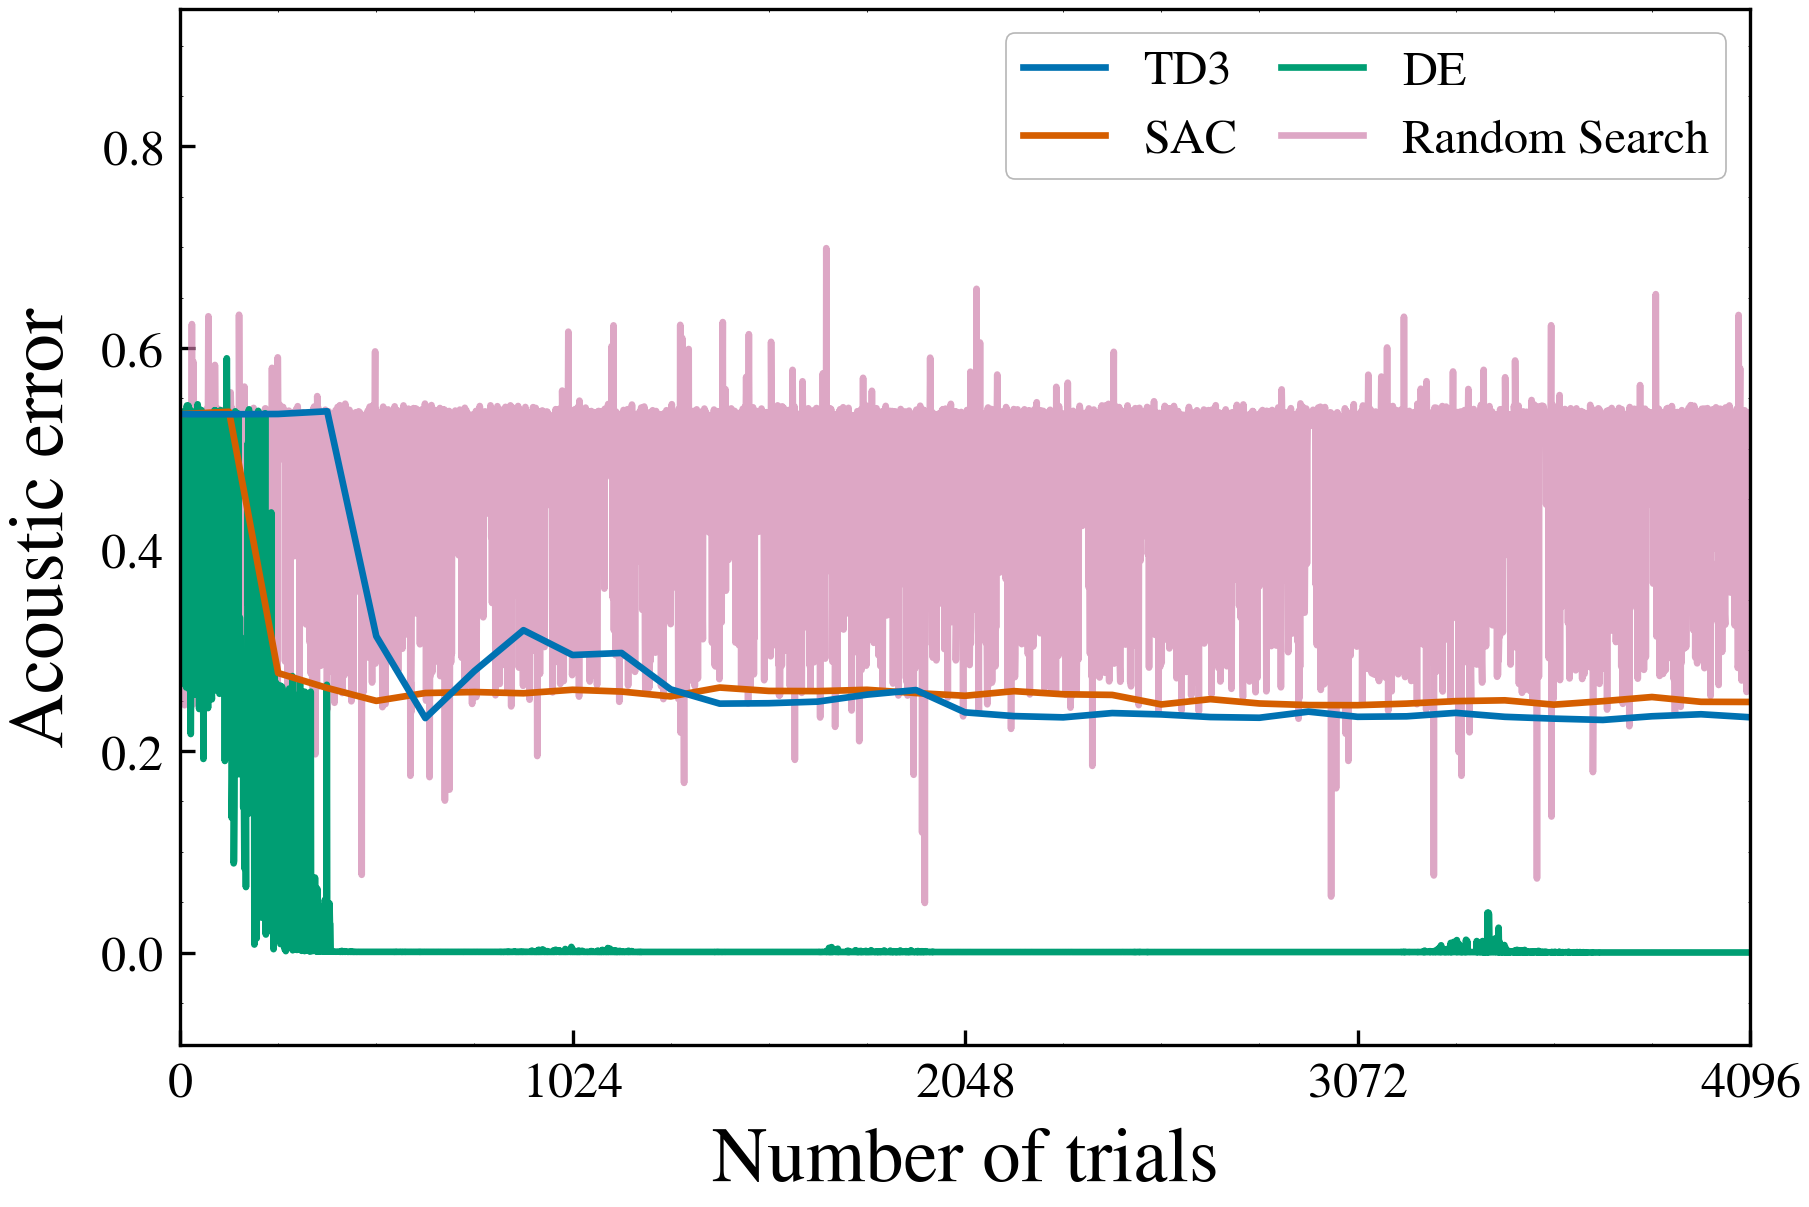 TD3
DE
SAC
Random Search
0.8
0.6
0.4
0.2
0.0
Acoustic error
0
1024
2048
3072
4096
Number of trials